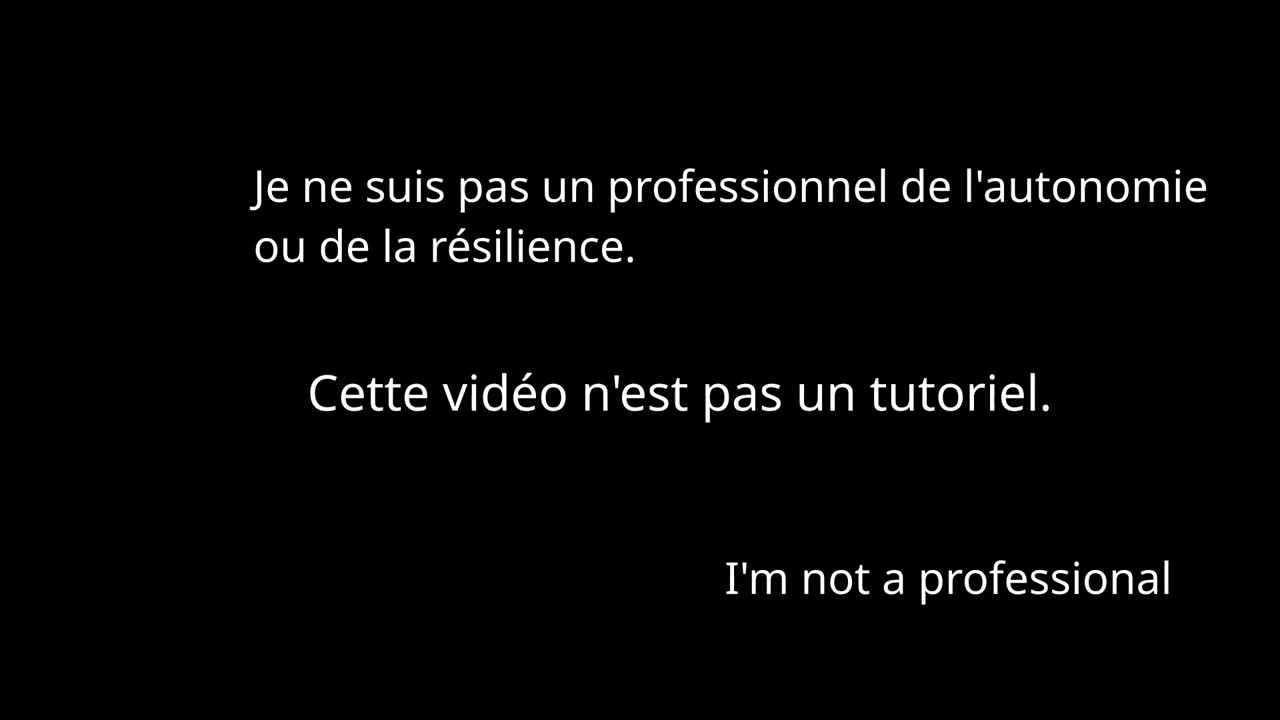 Je ne suis pas un professionnel de l'autonomie
ou de la résilience.
Cette vidéo n'est pas un tutoriel.
I'm not a professional